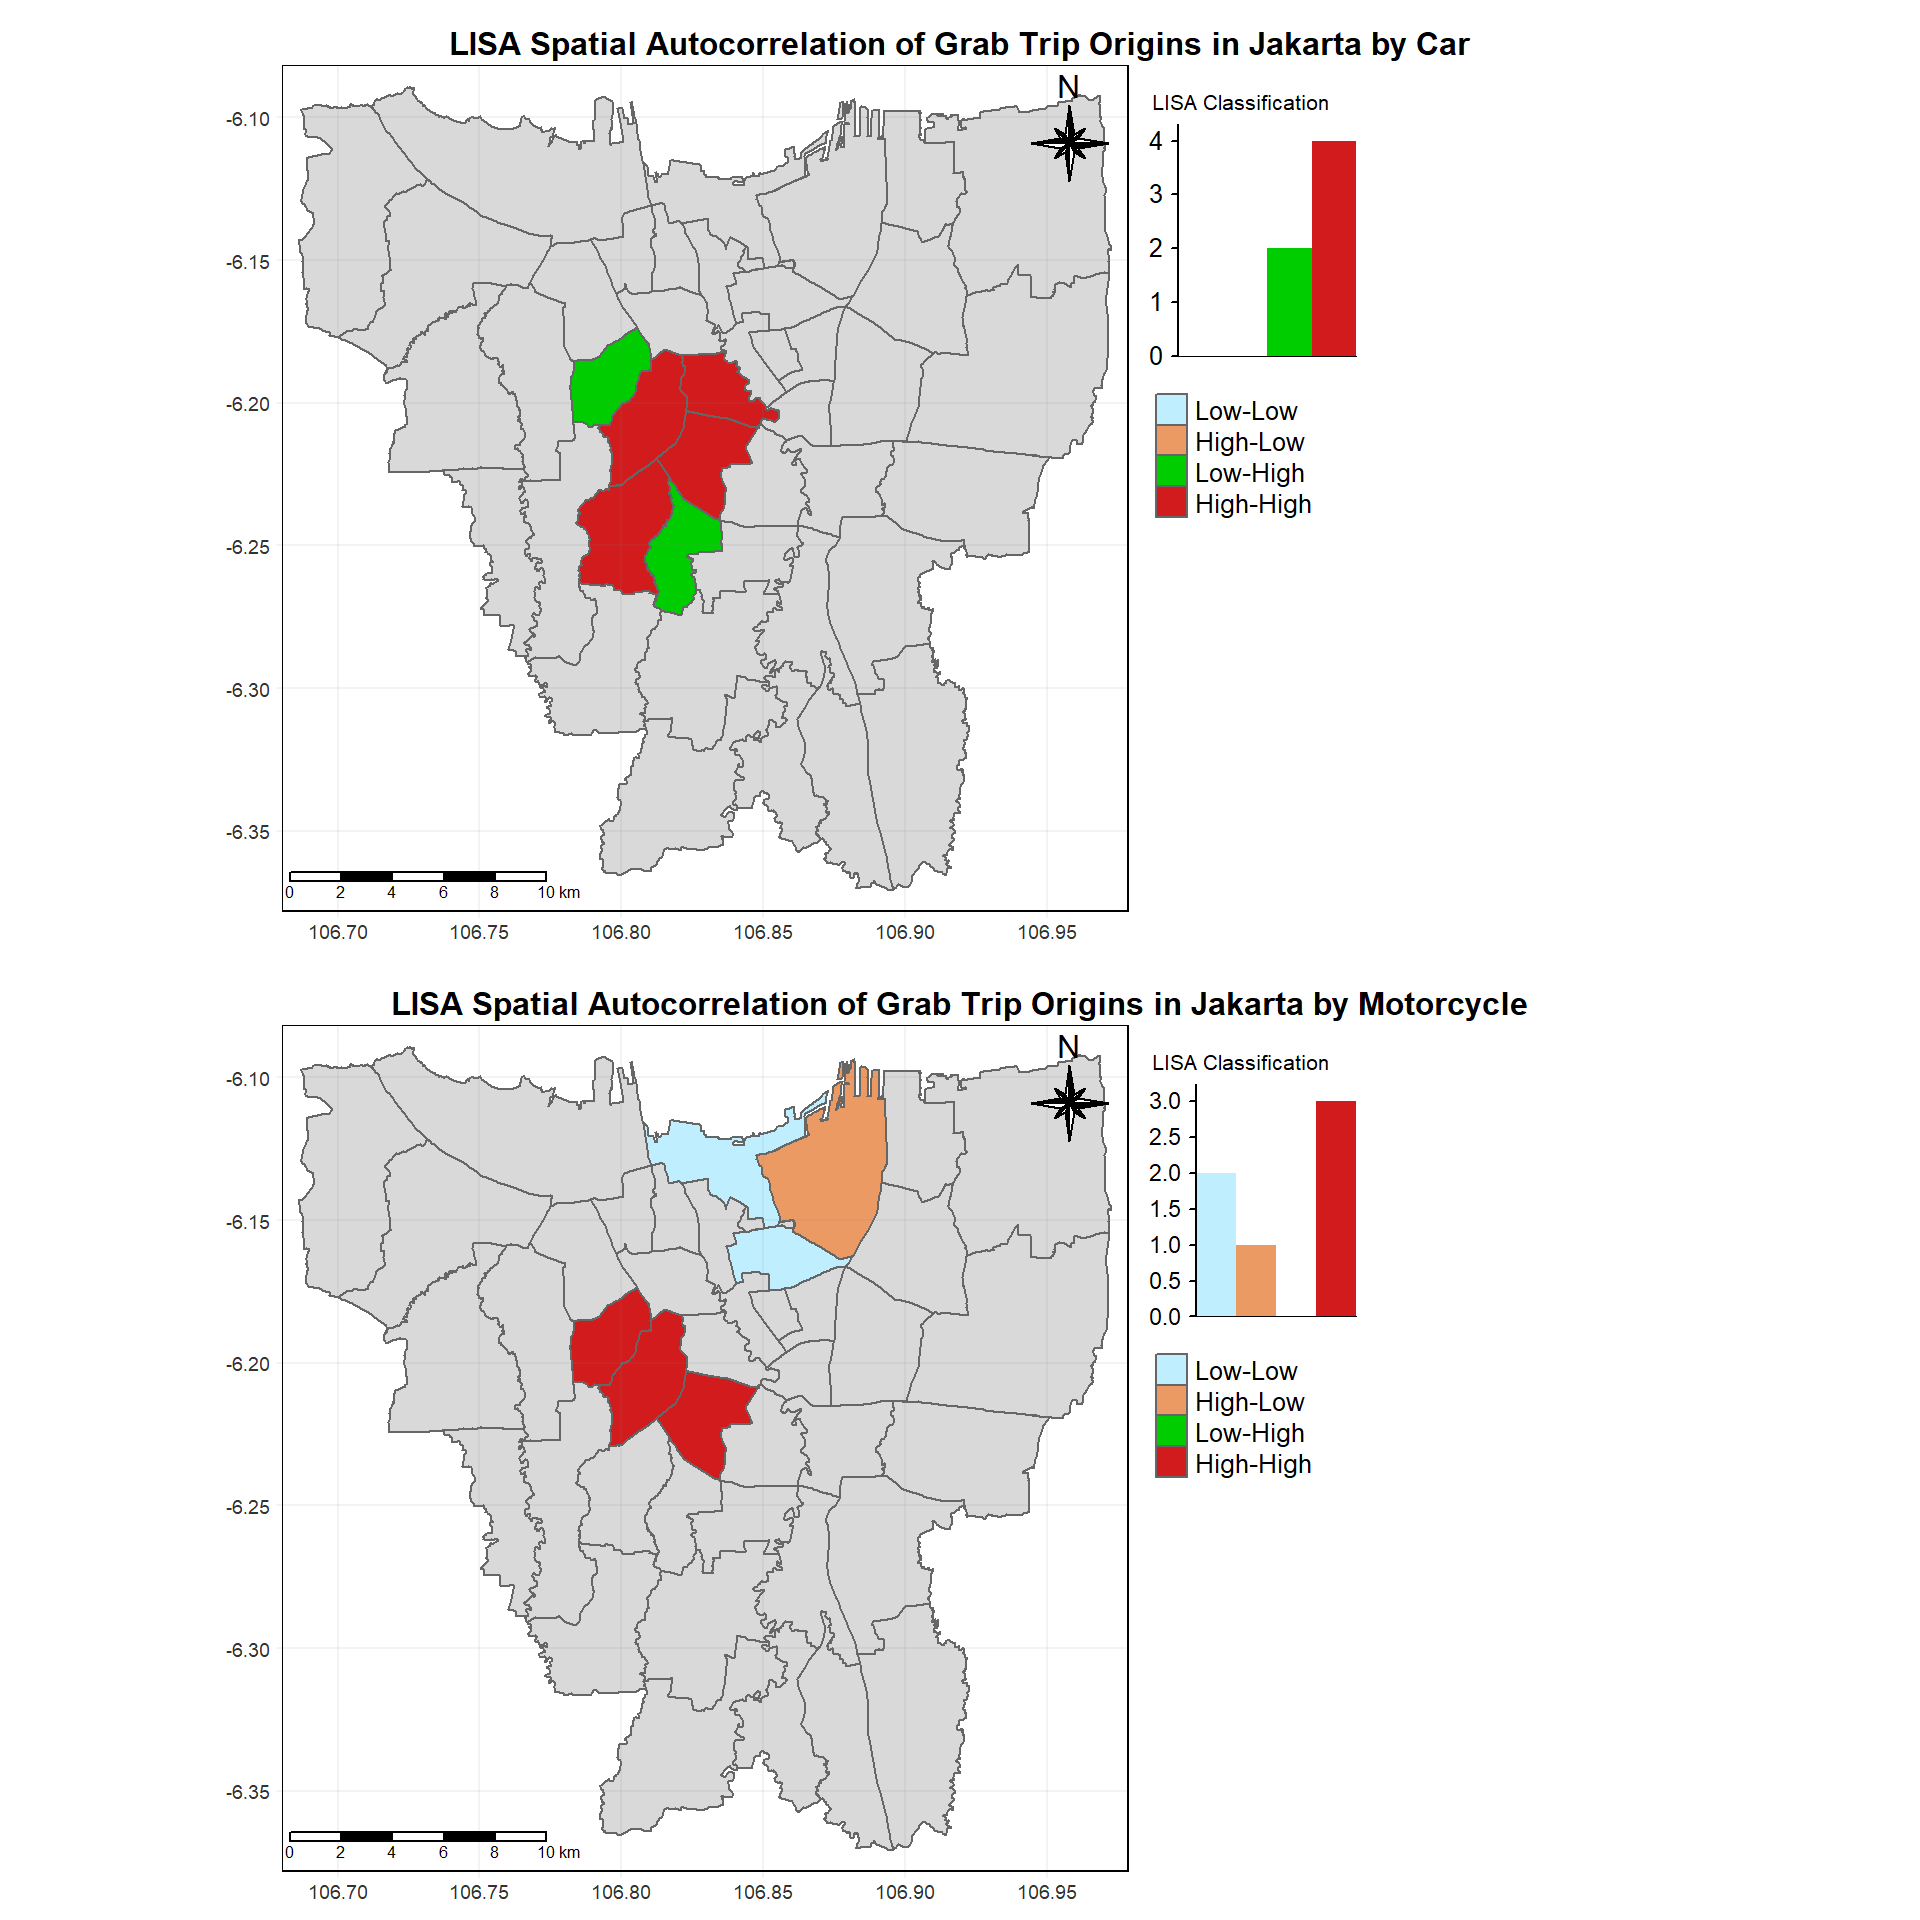 LISA Spatial Autocorrelation of Grab Trip Origins in Jakarta by Car
N
LISA Classification
4
3
2
1
0
Low-Low
High-Low
Low-High
High-High
-6.10
-6.15
-6.20
-6.25
-6.30
-6.35
0 2 4 6 8 10 km
106.70 106.75 106.80 106.85 106.90 106.95
LISA Spatial Autocorrelation of Grab Trip Origins in Jakarta by Motorcycle
N
LISA Classification
3.0
2.5
2.0
1.5
1.0
0.5
0.0
Low-Low
High-Low
Low-High
High-High
-6.10
-6.15
-6.20
-6.25
-6.30
-6.35
0 2 4 6 8 10 km
106.70 106.75 106.80 106.85 106.90 106.95